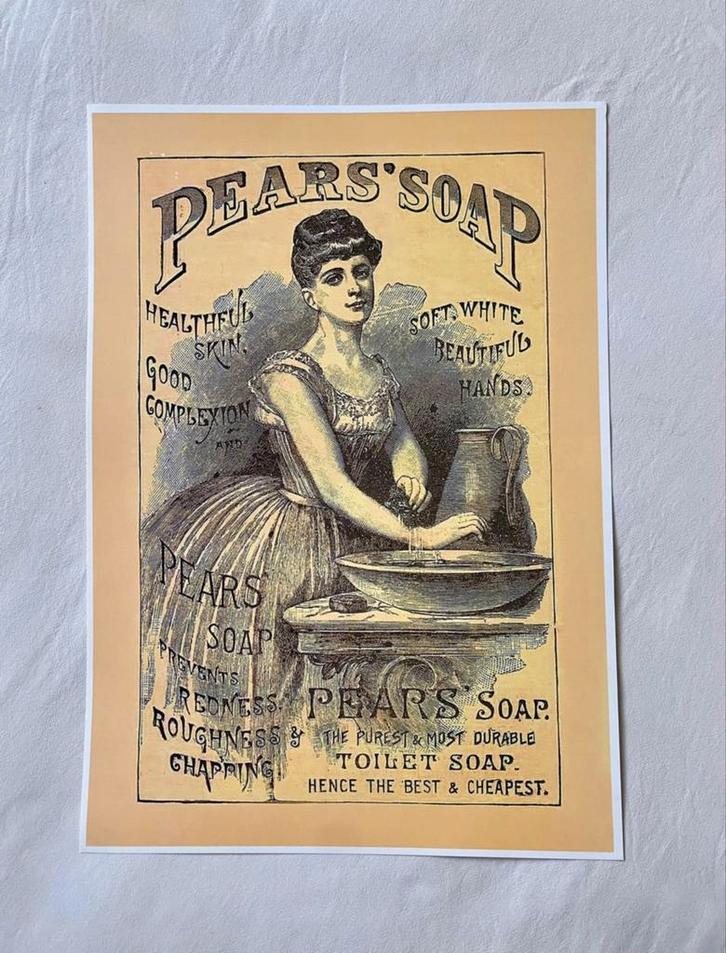 PEARS' SOAP
HEALTHFUL
SKIN.
GOOD
COMPLEXION
AND
SOFT, WHITE
BEAUTIFUL
HANDS.
PEARS'
SOAP
PREVENTS
REDNESS.
ROUGHNESS &
CHAPPING
PEARS' SOAP.
THE PUREST & MOST DURABLE
TOILET SOAP.
HENCE THE BEST & CHEAPEST.